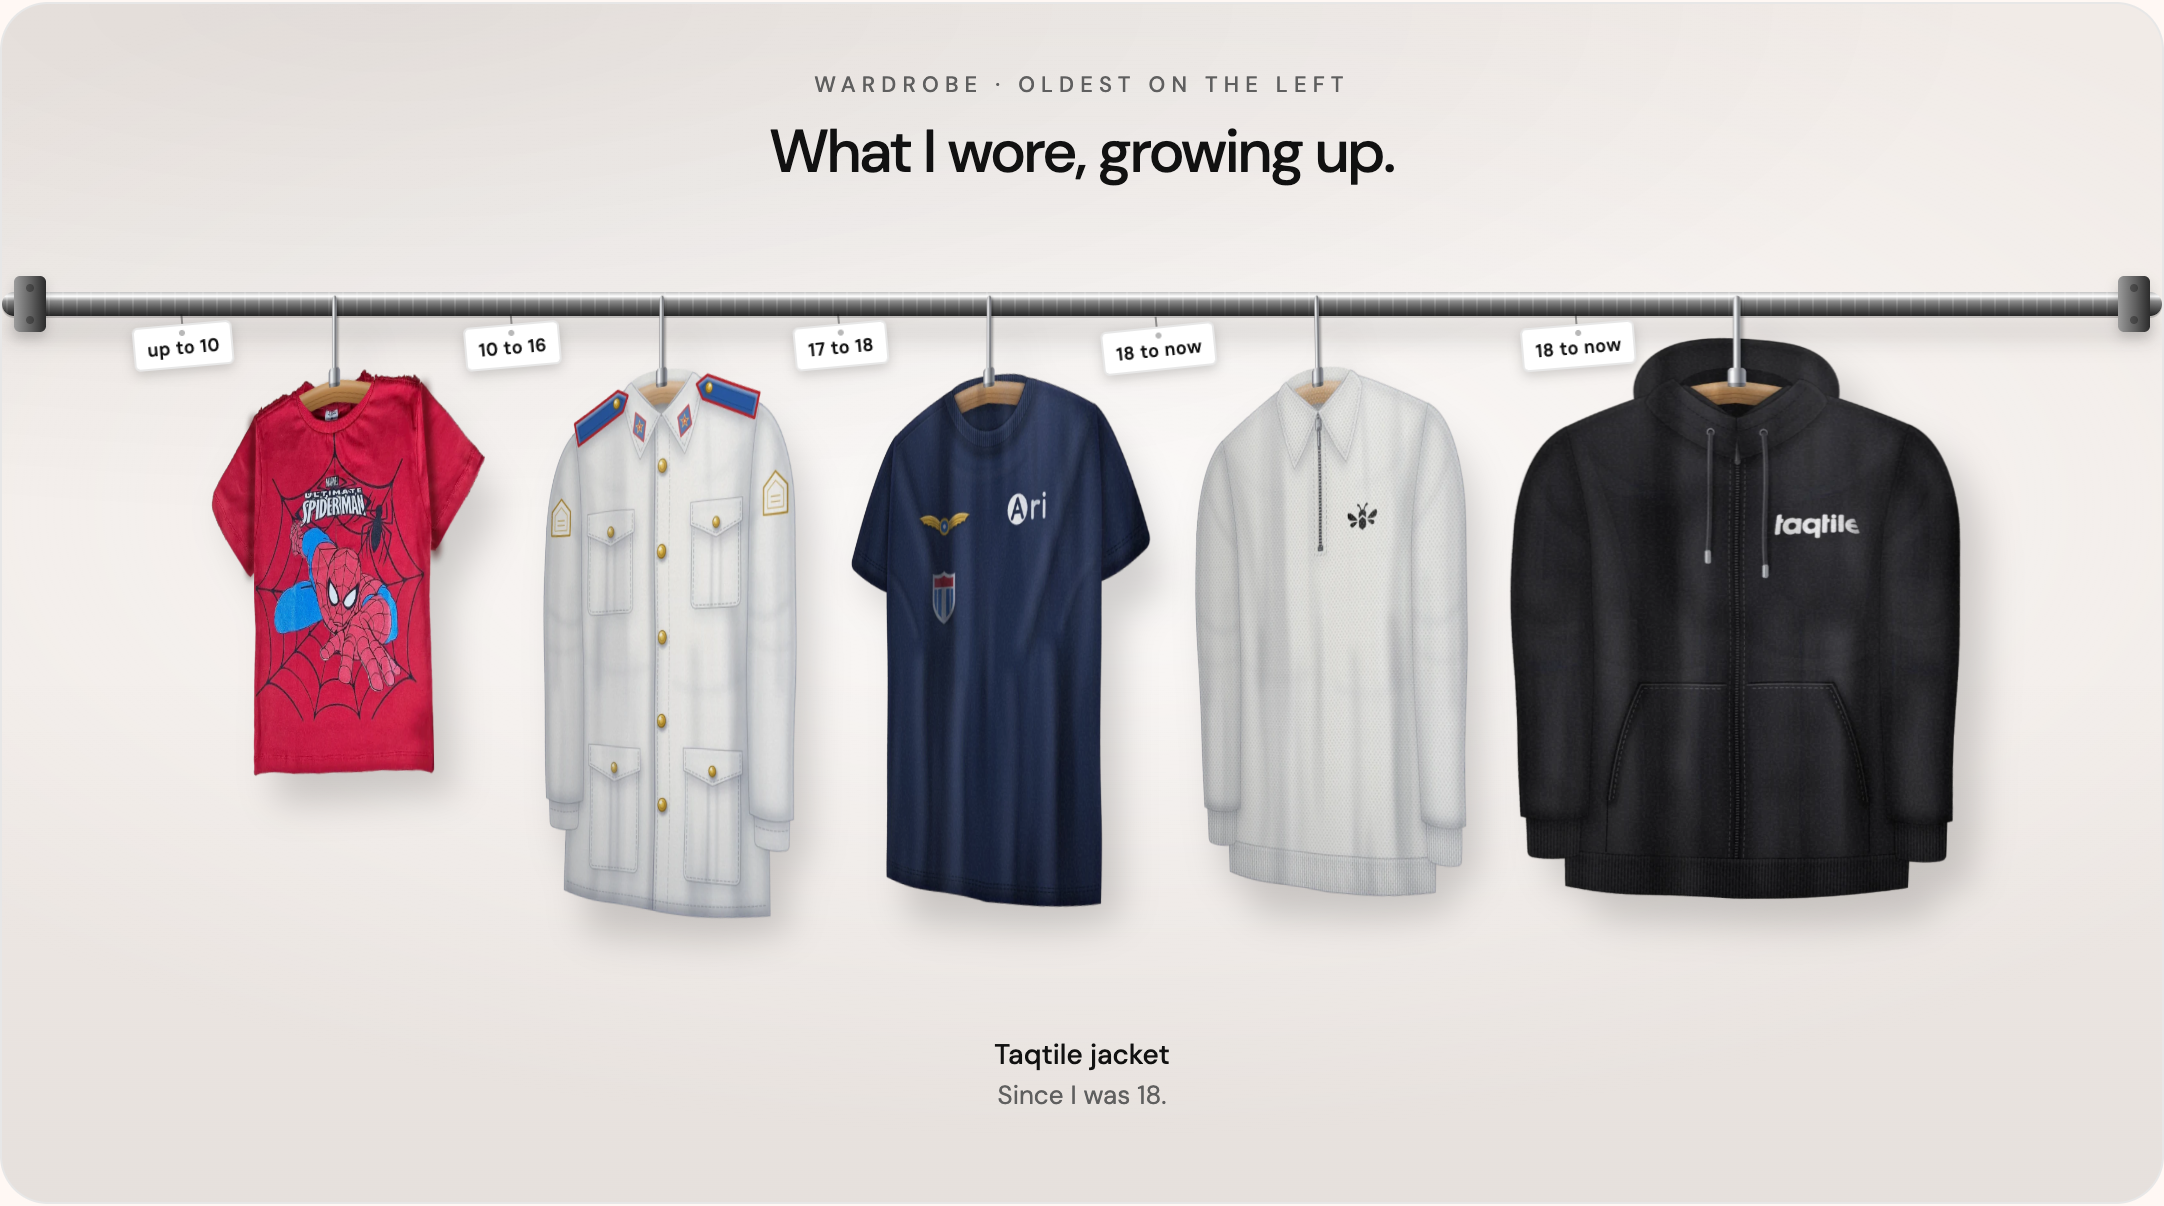 WARDROBE · OLDEST ON THE LEFT
What I wore, growing up.
up to 10
10 to 16
17 to 18
18 to now
18 to now
MARVEL
ULTIMATE
SPIDERMAN
Ari
taqtile
Taqtile jacket
Since I was 18.